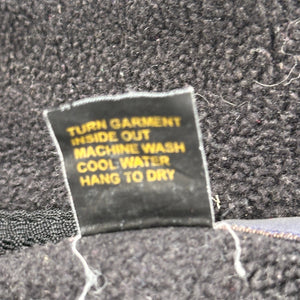 TURN GARMENT
INSIDE OUT
MACHINE WASH
COOL WATER
HANG TO DRY